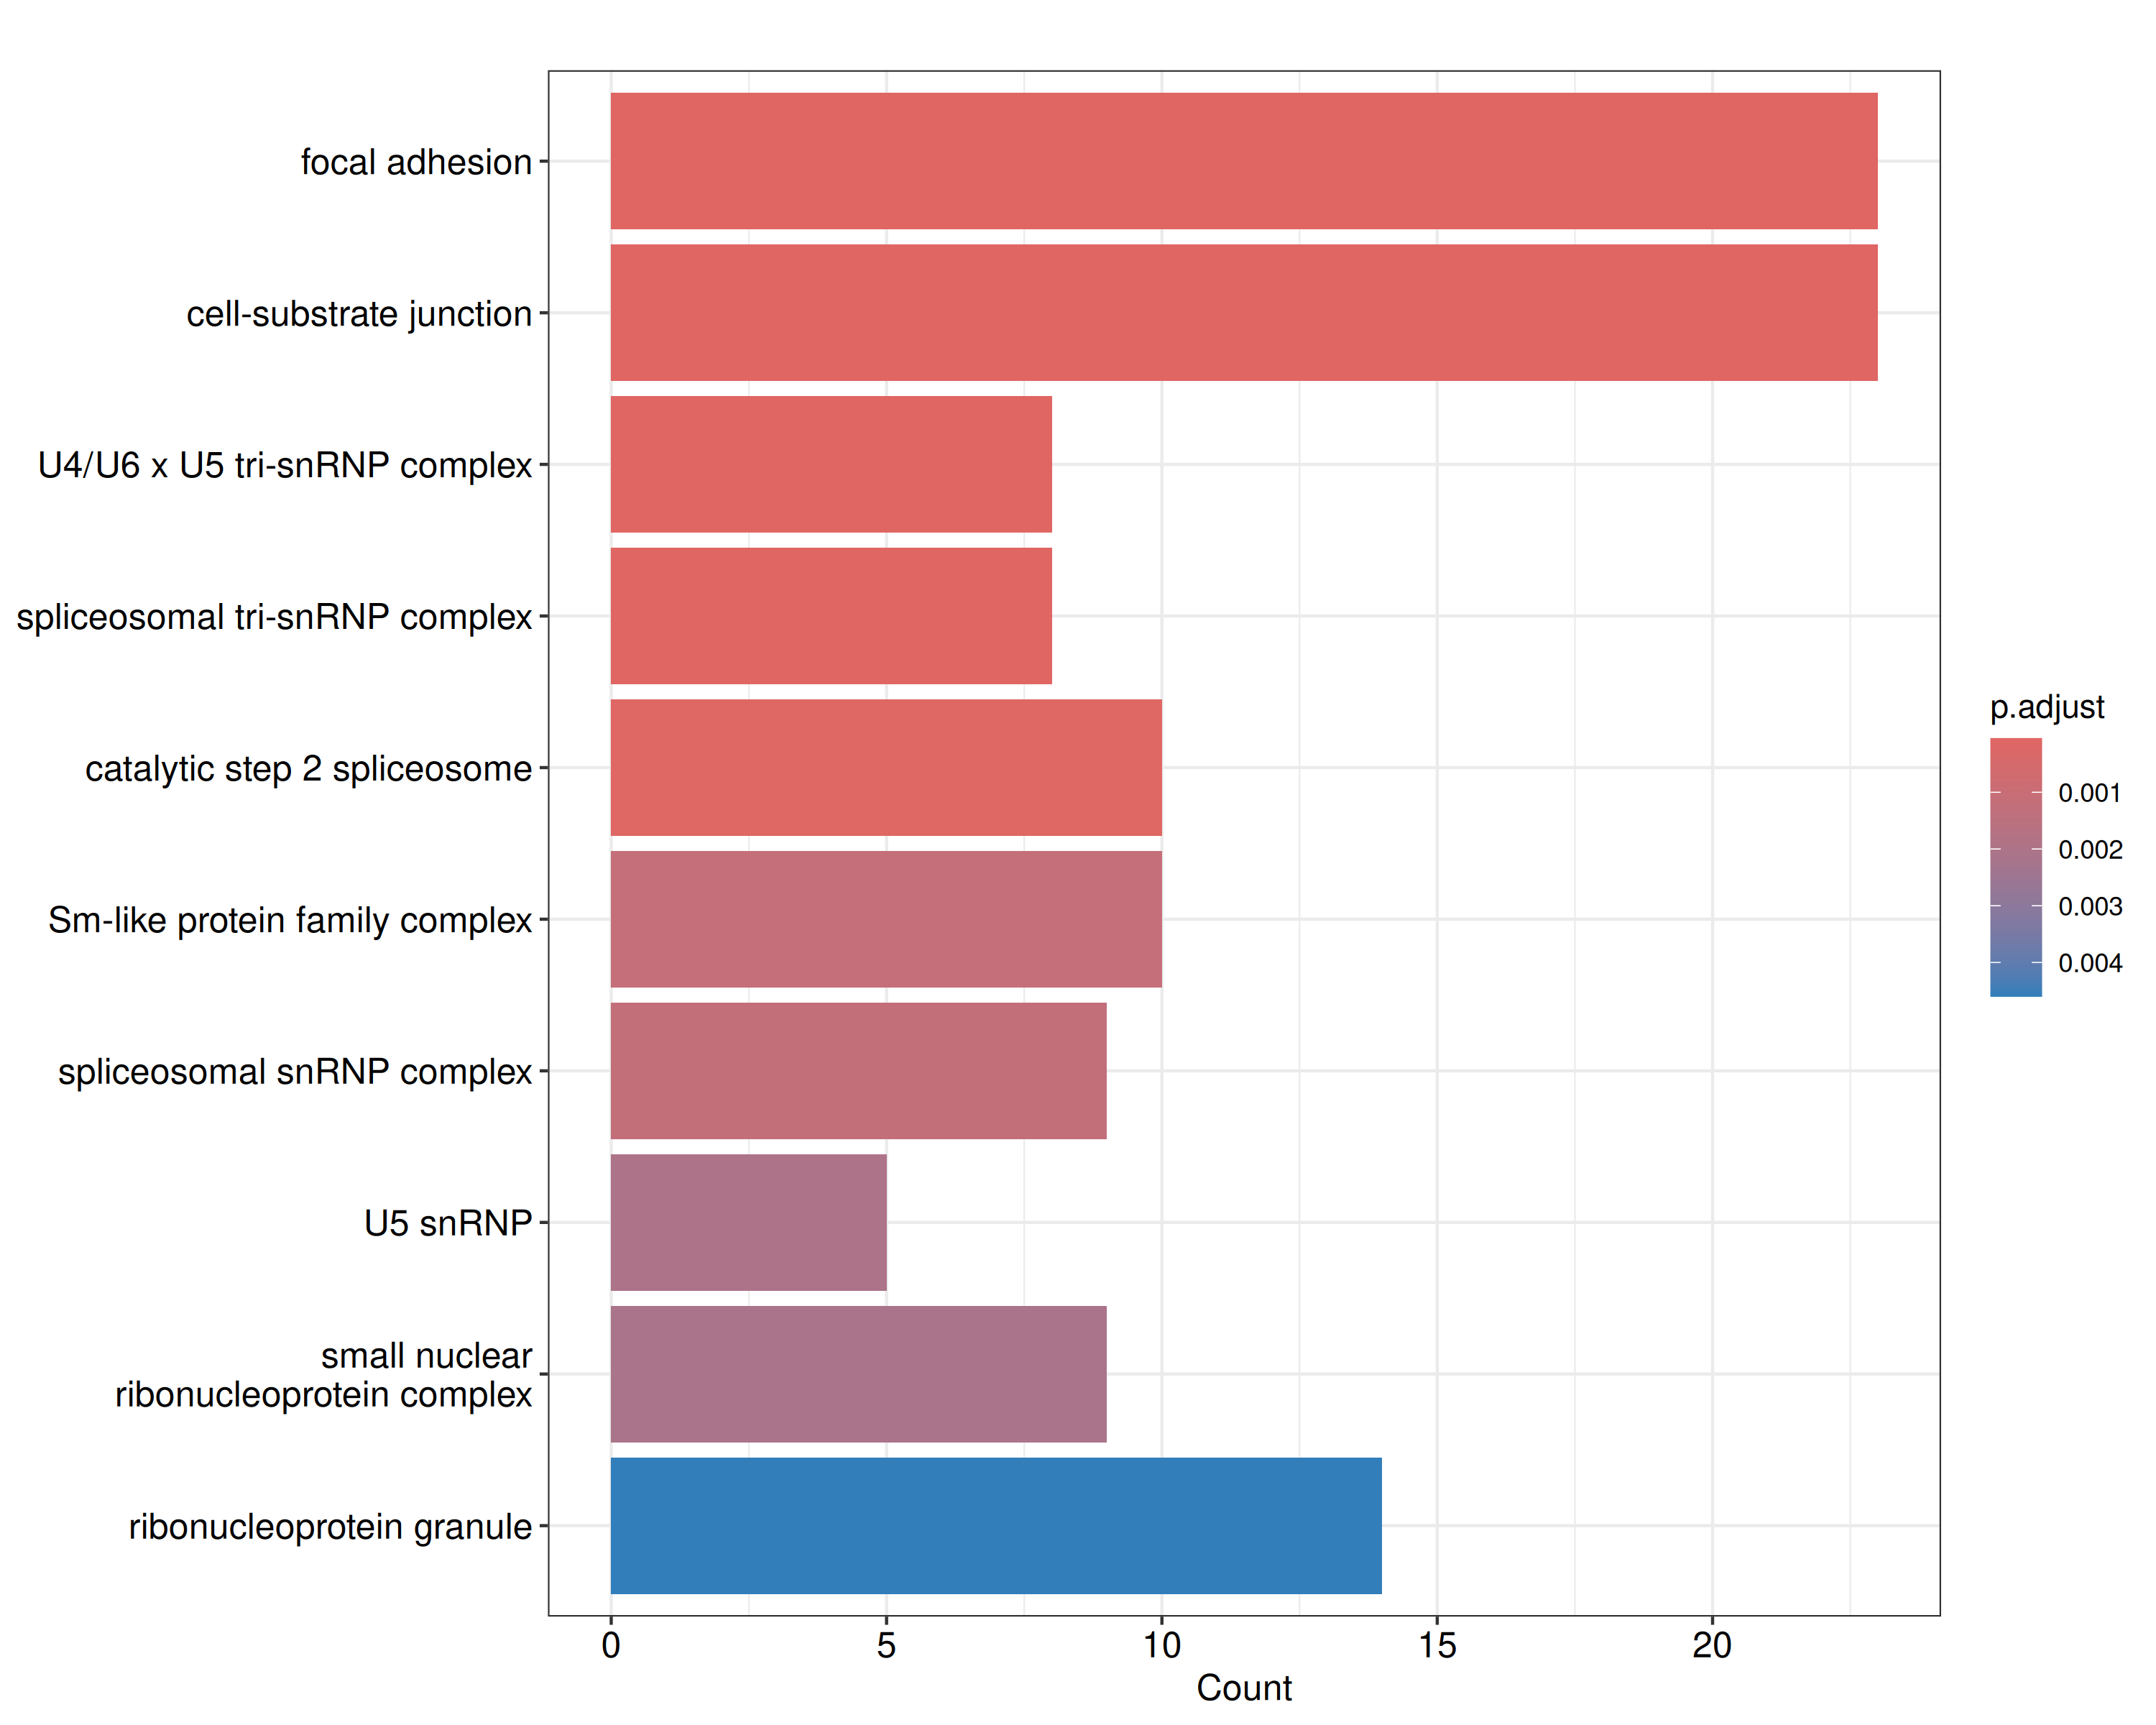 focal adhesion
cell-substrate junction
U4/U6 x U5 tri-snRNP complex
spliceosomal tri-snRNP complex
catalytic step 2 spliceosome
Sm-like protein family complex
spliceosomal snRNP complex
U5 snRNP
small nuclear
ribonucleoprotein complex
ribonucleoprotein granule
0 5 10 15 20
Count
p.adjust
0.001
0.002
0.003
0.004